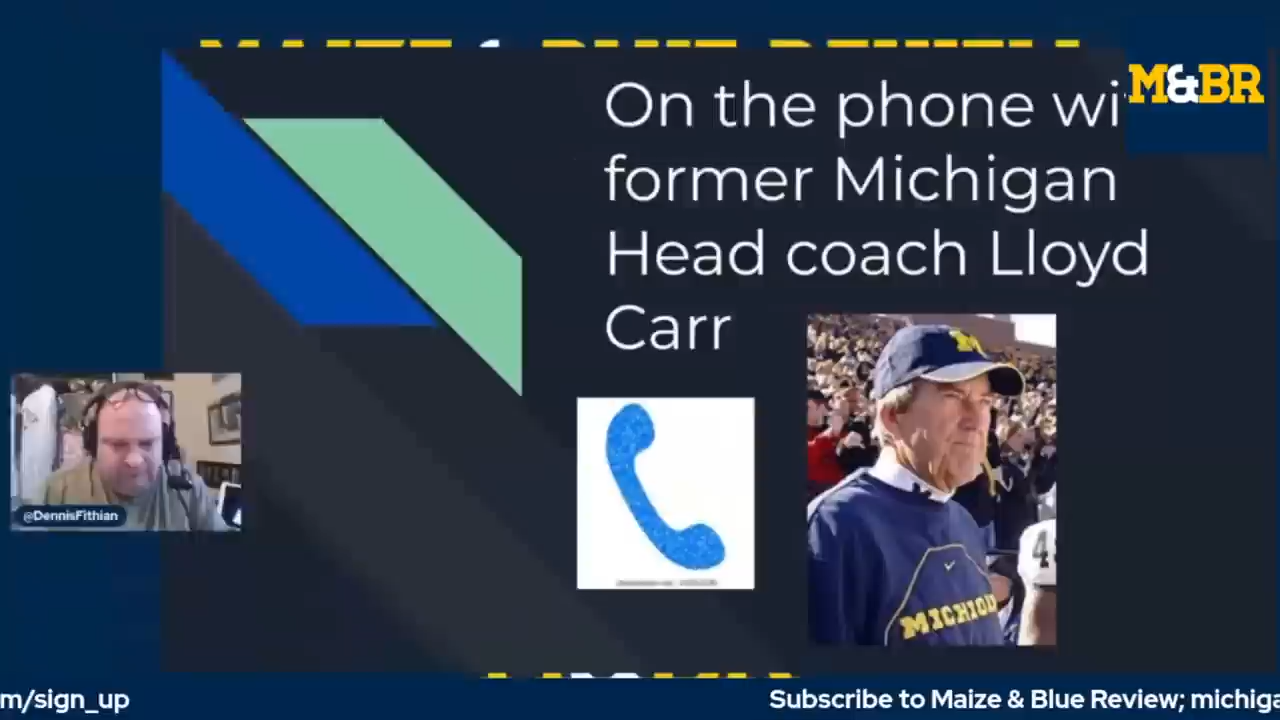 M&BR
On the phone wi
former Michigan
Head coach Lloyd
Carr
M
MICHIGAN
4
@DennisFithian
m/sign_up
Subscribe to Maize & Blue Review; michiga